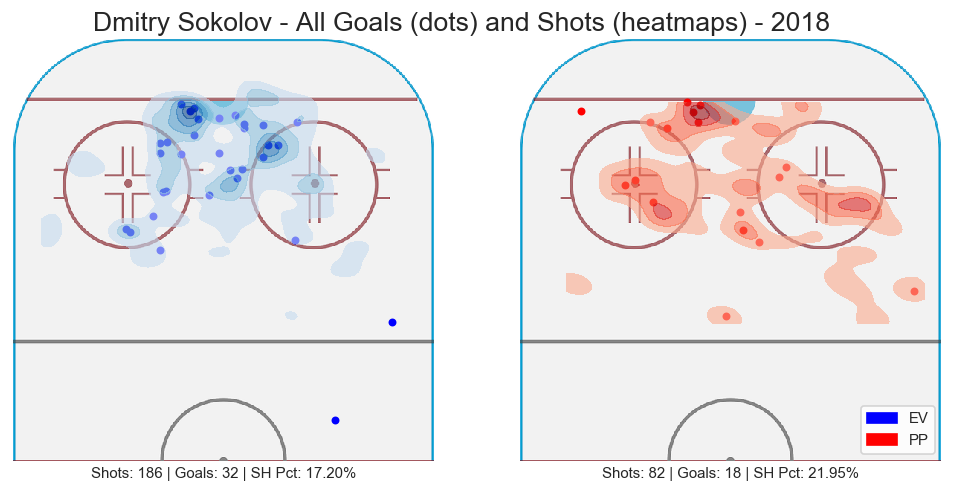 Dmitry Sokolov - All Goals (dots) and Shots (heatmaps) - 2018
EV
PP
Shots: 186 | Goals: 32 | SH Pct: 17.20%
Shots: 82 | Goals: 18 | SH Pct: 21.95%